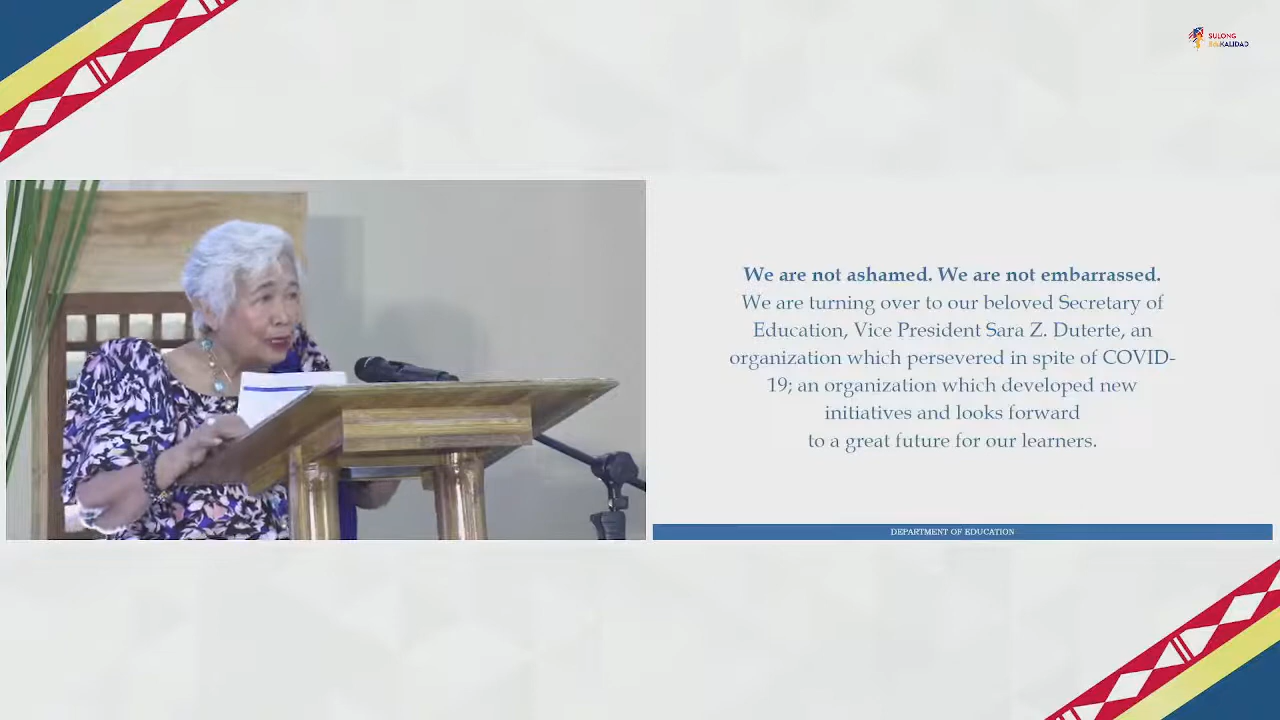 SULONG
EduKALIDAD
We are not ashamed. We are not embarrassed.
We are turning over to our beloved Secretary of
Education, Vice President Sara Z. Duterte, an
organization which persevered in spite of COVID-
19; an organization which developed new
initiatives and looks forward
to a great future for our learners.
DEPARTMENT OF EDUCATION